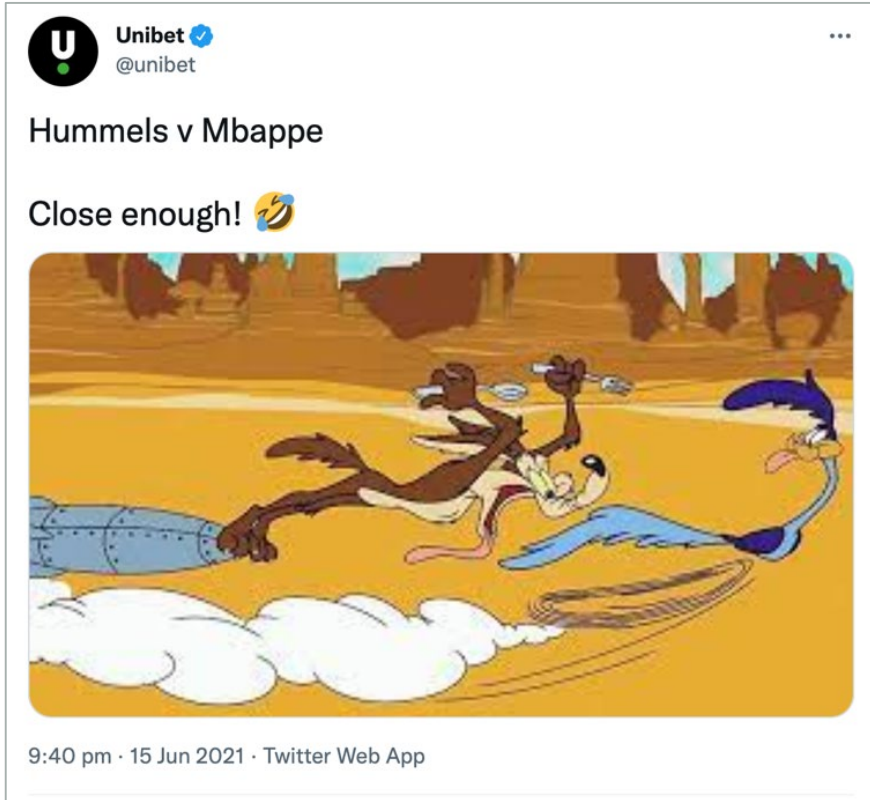 Unibet
@unibet
Hummels v Mbappe
Close enough! 🤣
9:40 pm · 15 Jun 2021 · Twitter Web App